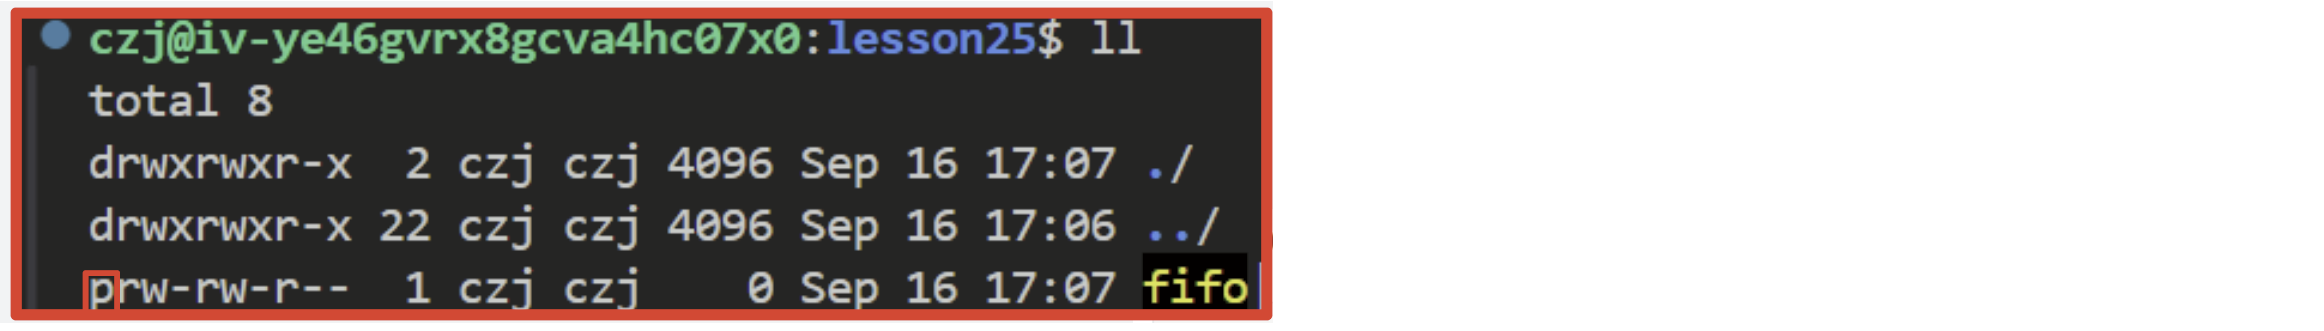 czj@iv-ye46gvrx8gcva4hc07x0:lesson25$ ll
total 8
drwxrwxr-x  2 czj czj 4096 Sep 16 17:07 ./
drwxrwxr-x 22 czj czj 4096 Sep 16 17:06 ../
prw-rw-r--  1 czj czj    0 Sep 16 17:07 fifo